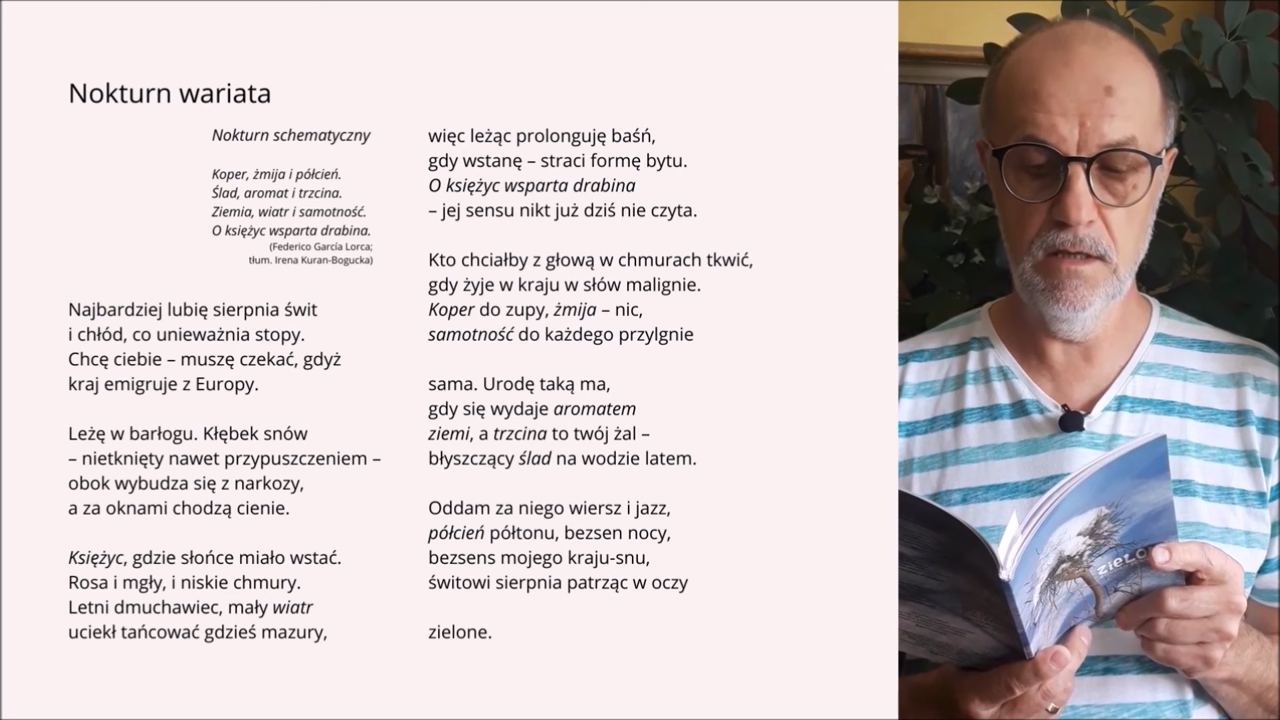 Nokturn wariata
Nokturn schematyczny
Koper, żmija i półcień.
Ślad, aromat i trzcina.
Ziemia, wiatr i samotność.
O księżyc wsparta drabina.
(Federico García Lorca;
tłum. Irena Kuran-Bogucka)
Najbardziej lubię sierpnia świt
i chłód, co unieważnia stopy.
Chcę ciebie – muszę czekać, gdyż
kraj emigruje z Europy.
Leżę w barłogu. Kłębek snów
– nietknięty nawet przypuszczeniem –
obok wybudza się z narkozy,
a za oknami chodzą cienie.
Księżyc, gdzie słońce miało wstać.
Rosa i mgły, i niskie chmury.
Letni dmuchawiec, mały wiatr
uciekł tańcować gdzieś mazury,
więc leżąc prolonguję baśń,
gdy wstanę – straci formę bytu.
O księżyc wsparta drabina
– jej sensu nikt już dziś nie czyta.
Kto chciałby z głową w chmurach tkwić,
gdy żyje w kraju w słów malignie.
Koper do zupy, żmija – nic,
samotność do każdego przylgnie
sama. Urodę taką ma,
gdy się wydaje aromatem
ziemi, a trzcina to twój żal –
błyszczący ślad na wodzie latem.
Oddam za niego wiersz i jazz,
półcień półtonu, bezsen nocy,
bezsens mojego kraju-snu,
świtowi sierpnia patrząc w oczy
zielone.